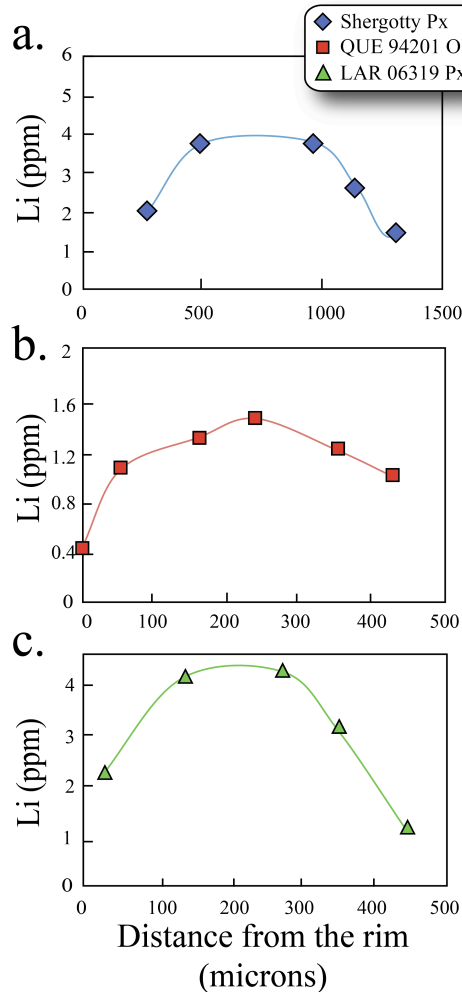 a.
Shergotty Px
QUE 94201 O
LAR 06319 Px
Li (ppm)
6
5
4
3
2
1
0
0 500 1000 1500
b.
Li (ppm)
2
1.6
1.2
0.8
0.4
0
0 100 200 300 400 500
c.
Li (ppm)
4
3
2
1
0
0 100 200 300 400 500
Distance from the rim
(microns)